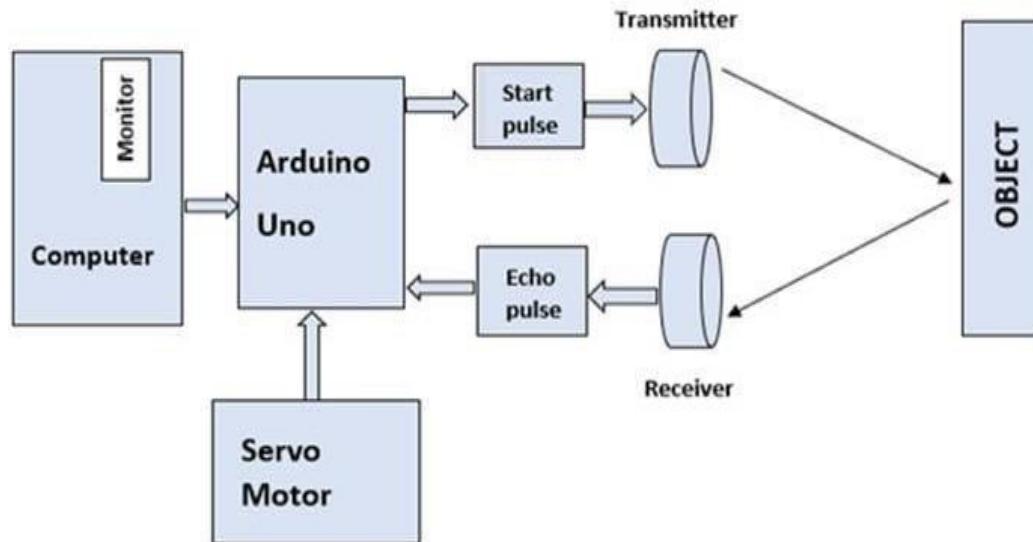 Transmitter
Monitor
Computer
Arduino
Uno
Start
pulse
OBJECT
Echo
pulse
Receiver
Servo
Motor